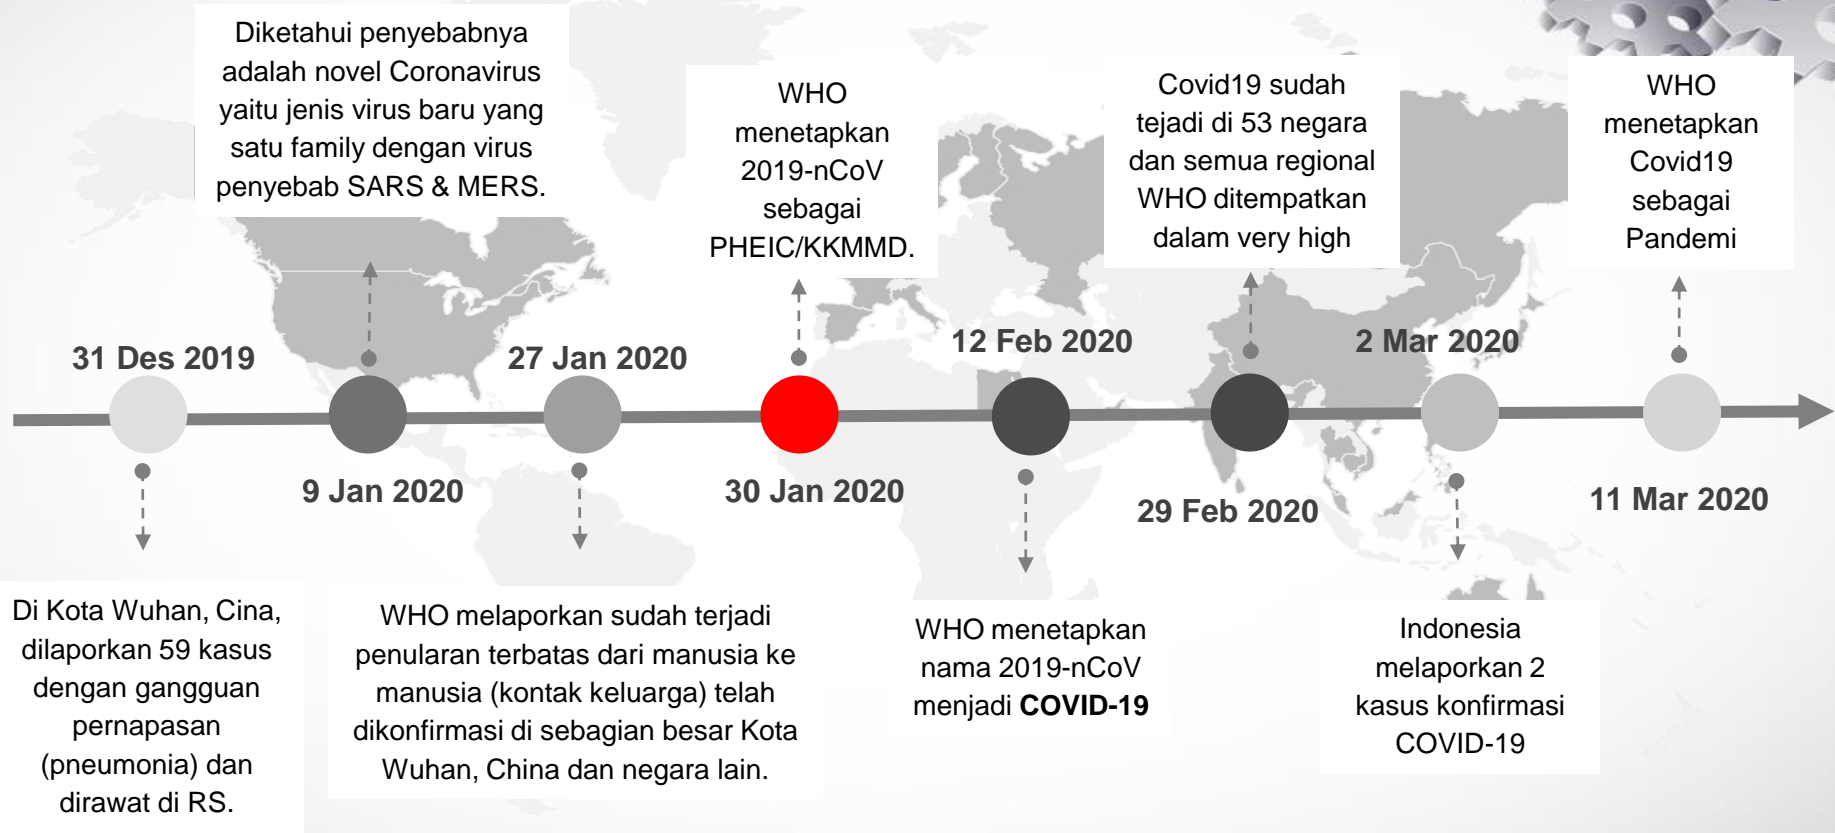 Diketahui penyebabnya
adalah novel Coronavirus
yaitu jenis virus baru yang
satu family dengan virus
penyebab SARS & MERS.
WHO
menetapkan
2019-nCoV
sebagai
PHEIC/KKMMD.
Covid19 sudah
tejadi di 53 negara
dan semua regional
WHO ditempatkan
dalam very high
WHO
menetapkan
Covid19
sebagai
Pandemi
31 Des 2019
27 Jan 2020
12 Feb 2020
2 Mar 2020
9 Jan 2020
30 Jan 2020
29 Feb 2020
11 Mar 2020
Di Kota Wuhan, Cina,
dilaporkan 59 kasus
dengan gangguan
pernapasan
(pneumonia) dan
dirawat di RS.
WHO melaporkan sudah terjadi
penularan terbatas dari manusia ke
manusia (kontak keluarga) telah
dikonfirmasi di sebagian besar Kota
Wuhan, China dan negara lain.
WHO menetapkan
nama 2019-nCoV
menjadi COVID-19
Indonesia
melaporkan 2
kasus konfirmasi
COVID-19